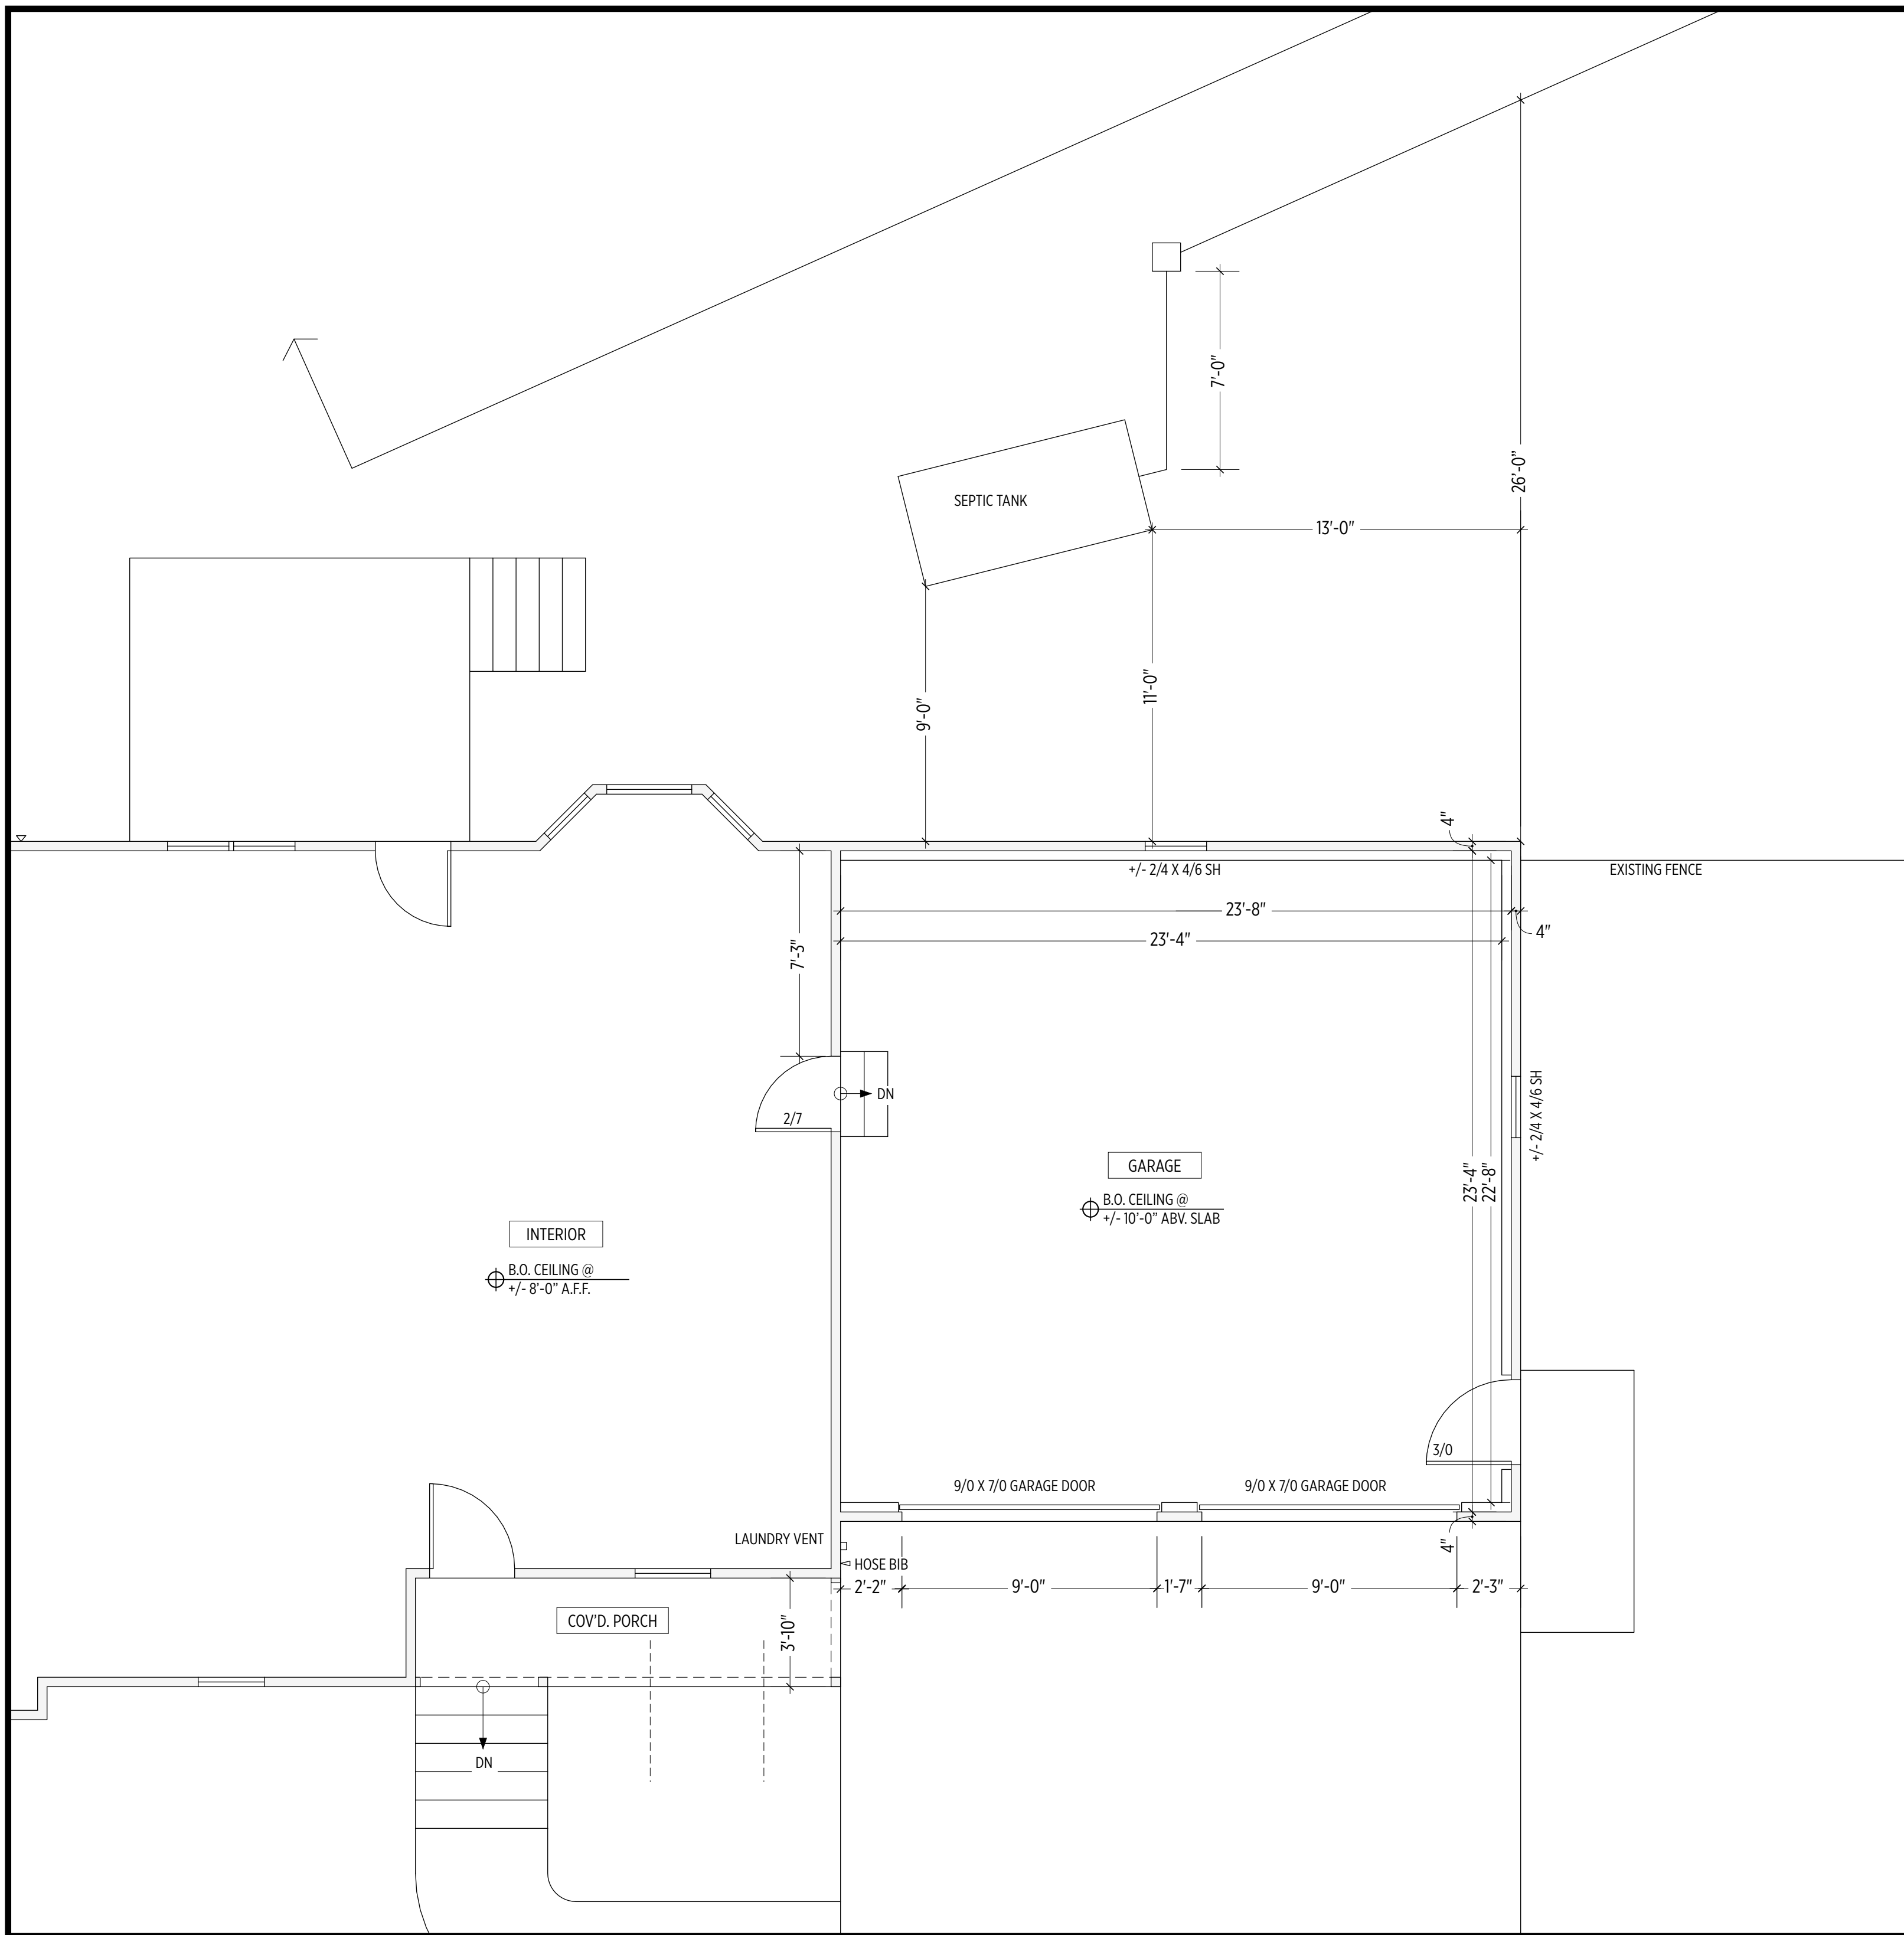 7'-0"
26'-0"
SEPTIC TANK
13'-0"
11'-0"
9'-0"
4"
+/- 2/4 X 4/6 SH
EXISTING FENCE
23'-8"
4"
23'-4"
7'-3"
DN
2/7
+/- 2/4 X 4/6 SH
GARAGE
23'-4"
22'-8"
B.O. CEILING @
+/- 10'-0" ABV. SLAB
INTERIOR
B.O. CEILING @
+/- 8'-0" A.F.F.
3/0
9/0 X 7/0 GARAGE DOOR
9/0 X 7/0 GARAGE DOOR
LAUNDRY VENT
4"
HOSE BIB
2'-2"
9'-0"
1'-7"
9'-0"
2'-3"
COV'D. PORCH
3'-10"
DN